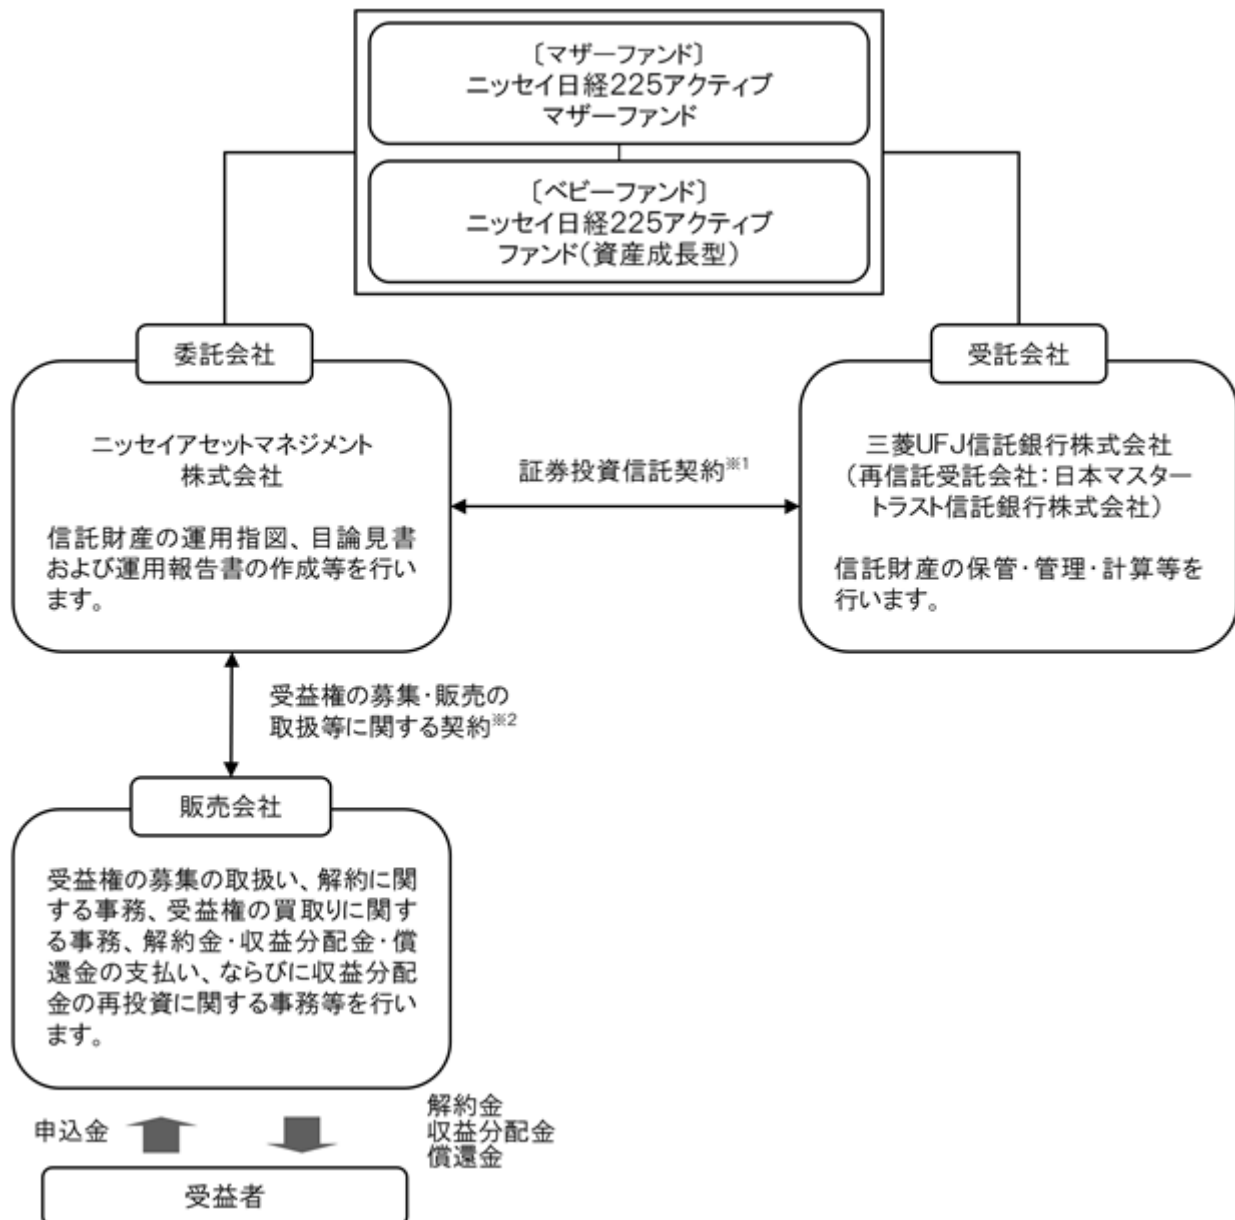 〔マザーファンド〕
ニッセイ日経225アクティブ
マザーファンド
〔ベビーファンド〕
ニッセイ日経225アクティブ
ファンド（資産成長型）
委託会社
ニッセイアセットマネジメント
株式会社
信託財産の運用指図、目論見書
および運用報告書の作成等を行い
ます。
証券投資信託契約※1
受託会社
三菱UFJ信託銀行株式会社
（再信託受託会社：日本マスター
トラスト信託銀行株式会社）
信託財産の保管・管理・計算等を
行います。
受益権の募集・販売の
取扱等に関する契約※2
販売会社
受益権の募集の取扱い、解約に関
する事務、受益権の買取りに関す
る事務、解約金・収益分配金・償
還金の支払い、ならびに収益分配
金の再投資に関する事務等を行い
ます。
申込金
解約金
収益分配金
償還金
受益者